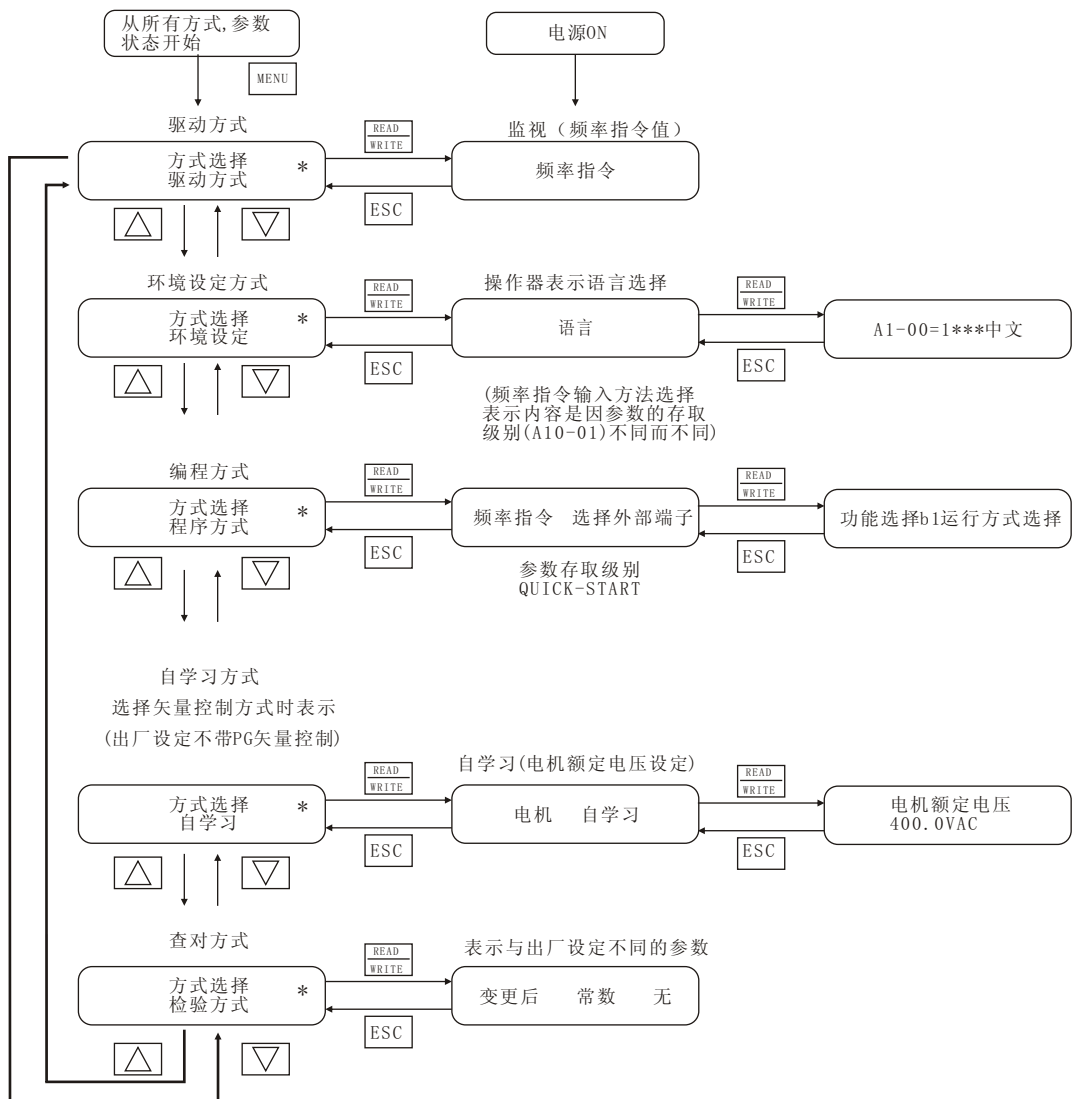 从所有方式,参数
状态开始
电源ON
MENU
驱动方式
READ
WRITE
监视（频率指令值）
方式选择 *
驱动方式
频率指令
ESC
环境设定方式
READ
WRITE
操作器表示语言选择
READ
WRITE
方式选择 *
环境设定
语言
A1-00=1***中文
ESC
ESC
(频率指令输入方法选择
表示内容是因参数的存取
级别(A10-01)不同而不同)
编程方式
READ
WRITE
READ
WRITE
方式选择 *
程序方式
频率指令 选择外部端子
功能选择b1运行方式选择
ESC
ESC
参数存取级别
QUICK-START
自学习方式
选择矢量控制方式时表示
(出厂设定不带PG矢量控制)
READ
WRITE
自学习(电机额定电压设定)
READ
WRITE
方式选择 *
自学习
电机 自学习
电机额定电压
400.0VAC
ESC
ESC
查对方式
READ
WRITE
表示与出厂设定不同的参数
方式选择 *
检验方式
变更后 常数 无
ESC